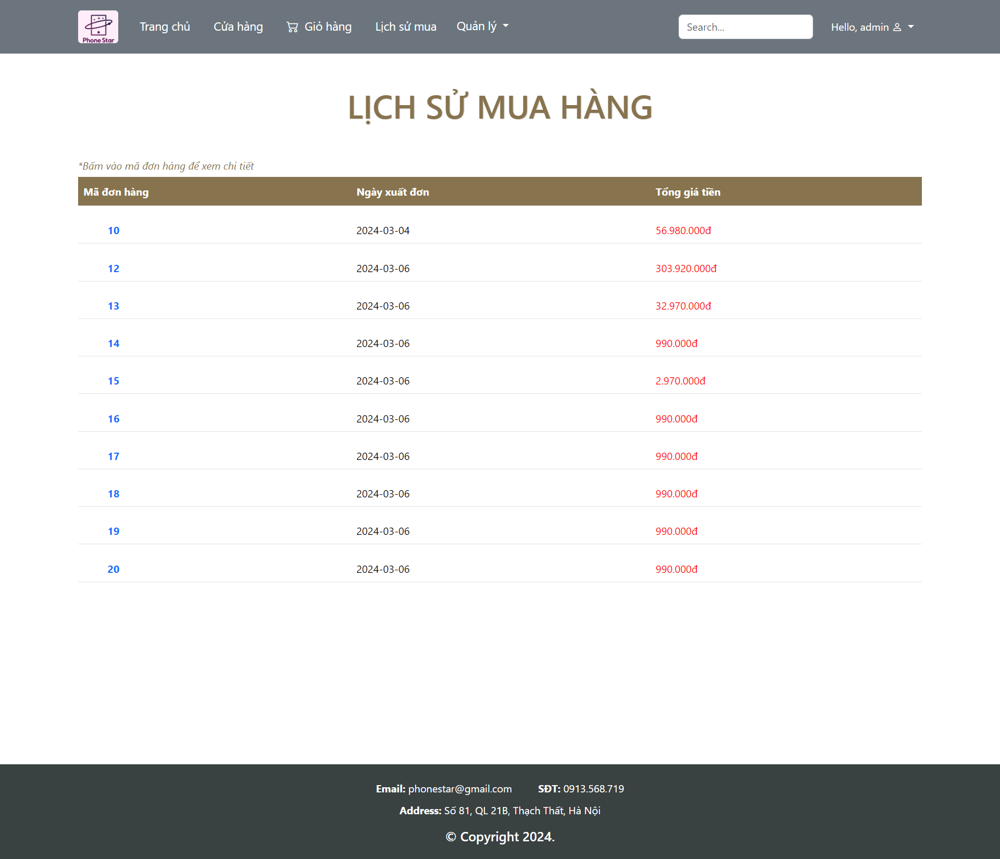 Phone Star
Trang chủ Cửa hàng Giỏ hàng Lịch sử mua Quản lý Search... Hello, admin
LỊCH SỬ MUA HÀNG
*Bấm vào mã đơn hàng để xem chi tiết
Mã đơn hàng Ngày xuất đơn Tổng giá tiền
10 2024-03-04 56.980.000đ
12 2024-03-06 303.920.000đ
13 2024-03-06 32.970.000đ
14 2024-03-06 990.000đ
15 2024-03-06 2.970.000đ
16 2024-03-06 990.000đ
17 2024-03-06 990.000đ
18 2024-03-06 990.000đ
19 2024-03-06 990.000đ
20 2024-03-06 990.000đ
Email: phonestar@gmail.com SĐT: 0913.568.719
Address: Số 81, QL 21B, Thạch Thất, Hà Nội
© Copyright 2024.